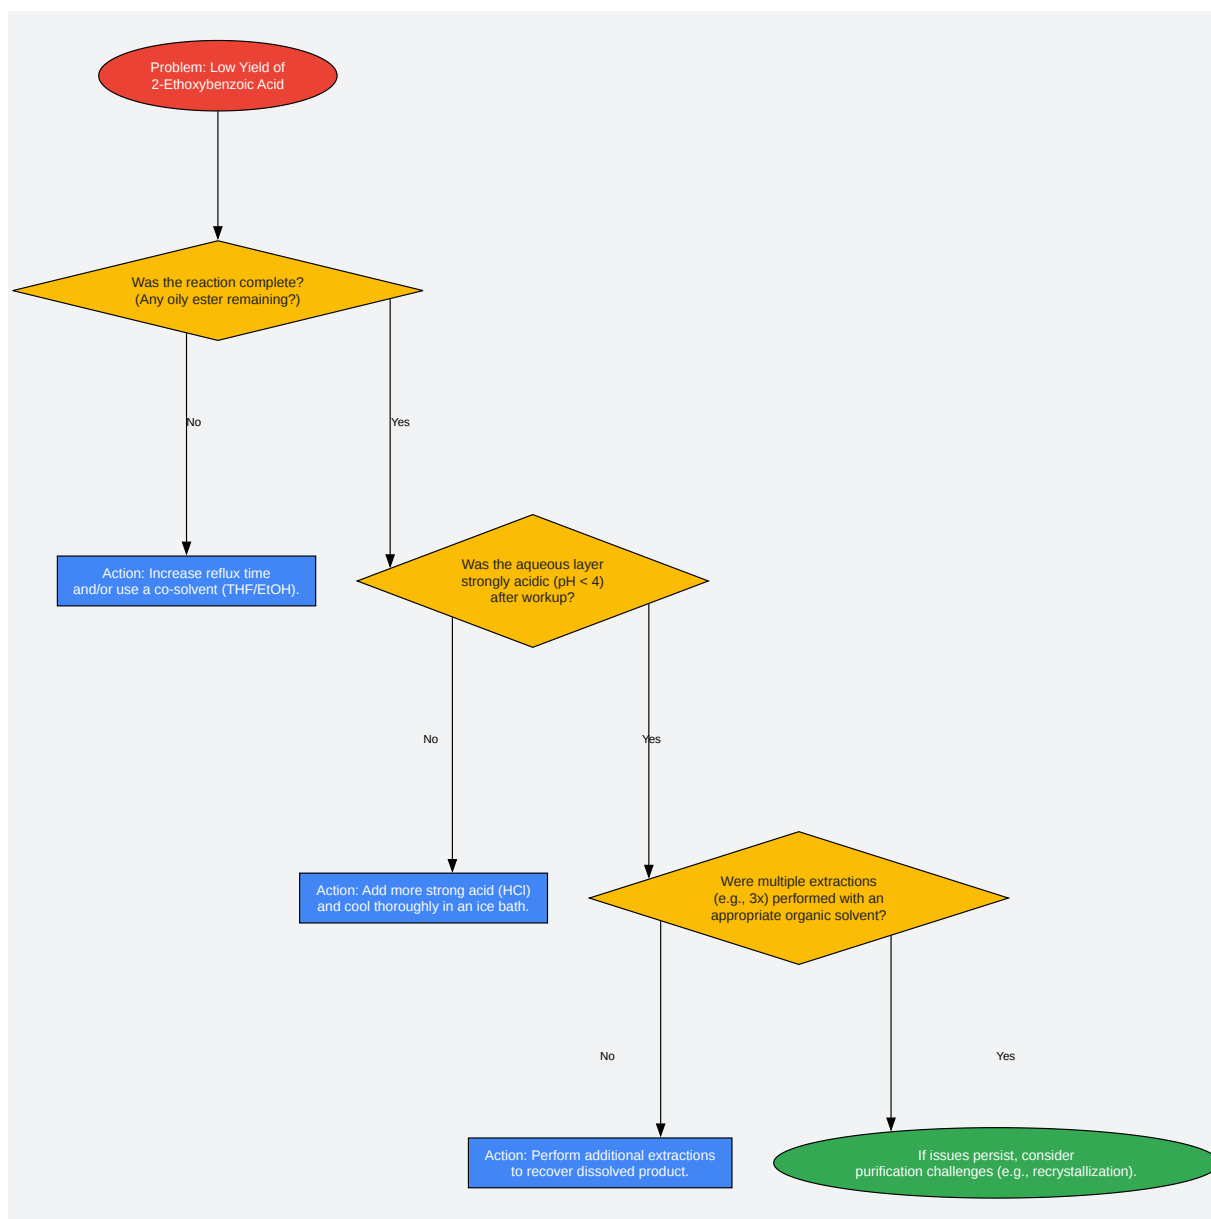 Problem: Low Yield of
2-Ethoxybenzoic Acid
Was the reaction complete?
(Any oily ester remaining?)
No
Yes
Action: Increase reflux time
and/or use a co-solvent (THF/EtOH).
Was the aqueous layer
strongly acidic (pH < 4)
after workup?
No
Yes
Action: Add more strong acid (HCl)
and cool thoroughly in an ice bath.
Were multiple extractions
(e.g., 3x) performed with an
appropriate organic solvent?
No
Yes
Action: Perform additional extractions
to recover dissolved product.
If issues persist, consider
purification challenges (e.g., recrystallization).